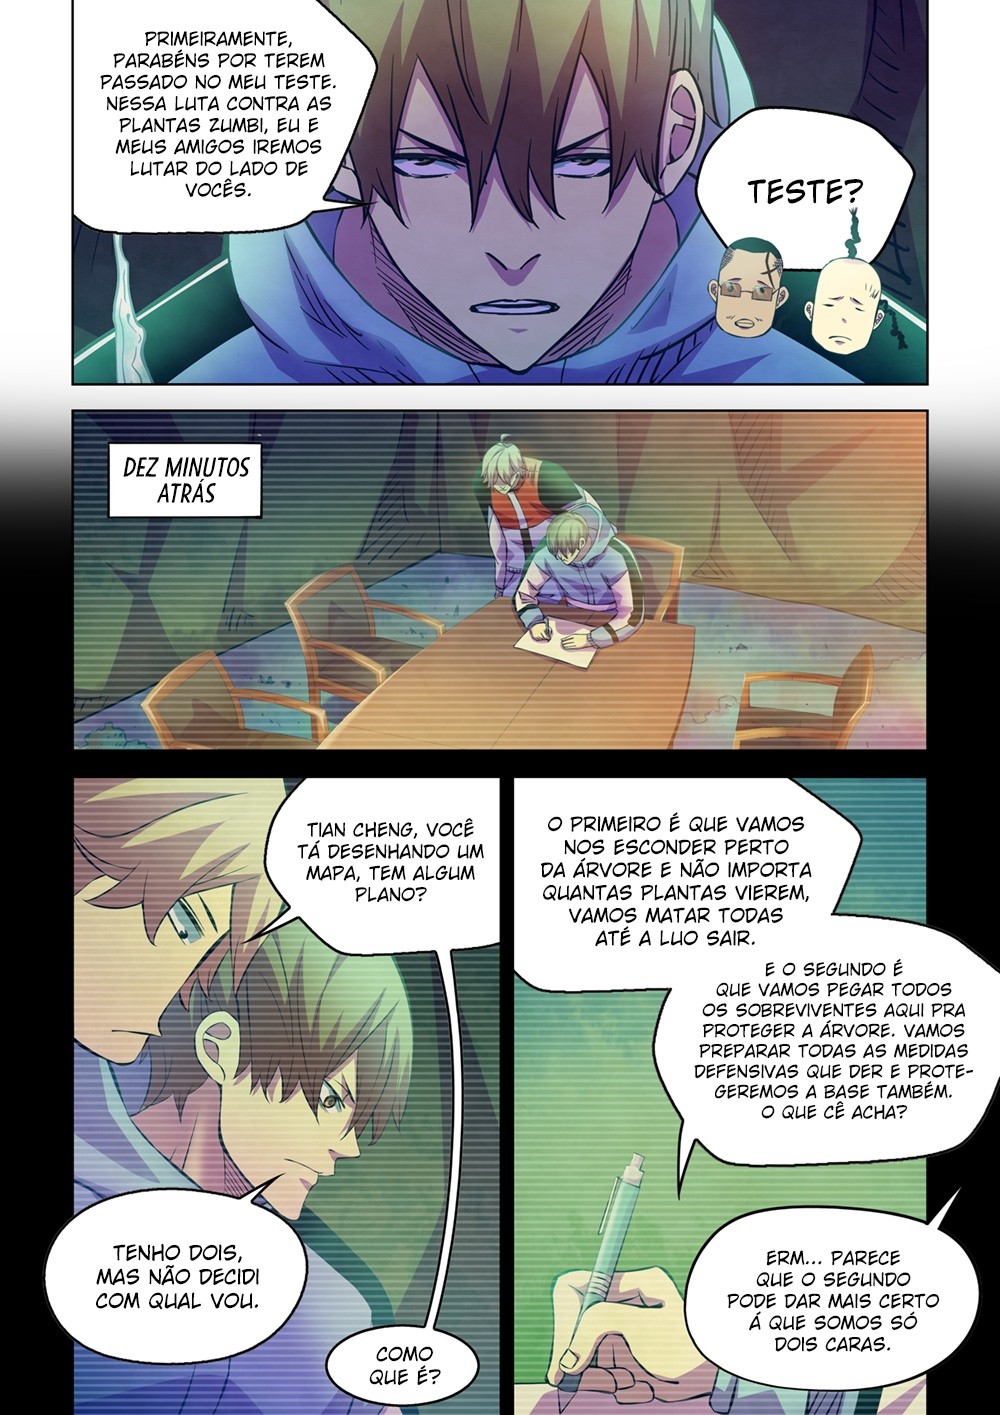 PRIMEIRAMENTE,
PARABÉNS POR TEREM
PASSADO NO MEU TESTE.
NESSA LUTA CONTRA AS
PLANTAS ZUMBI, EU E
MEUS AMIGOS IREMOS
LUTAR DO LADO DE
VOCÊS.
TESTE?
DEZ MINUTOS
ATRÁS
TIAN CHENG, VOCÊ
TÁ DESENHANDO UM
MAPA, TEM ALGUM
PLANO?
TENHO DOIS,
MAS NÃO DECIDI
COM QUAL VOU.
COMO
QUE É?
O PRIMEIRO É QUE VAMOS
NOS ESCONDER PERTO
DA ÁRVORE E NÃO IMPORTA
QUANTAS PLANTAS VIEREM,
VAMOS MATAR TODAS
ATÉ A LUO SAIR.
E O SEGUNDO É
QUE VAMOS PEGAR TODOS
OS SOBREVIVENTES AQUI PRA
PROTEGER A ÁRVORE. VAMOS
PREPARAR TODAS AS MEDIDAS
DEFENSIVAS QUE DER E PROTE-
GEREMOS A BASE TAMBÉM.
O QUE CÊ ACHA?
ERM... PARECE
QUE O SEGUNDO
PODE DAR MAIS CERTO
Á QUE SOMOS SÓ
DOIS CARAS.